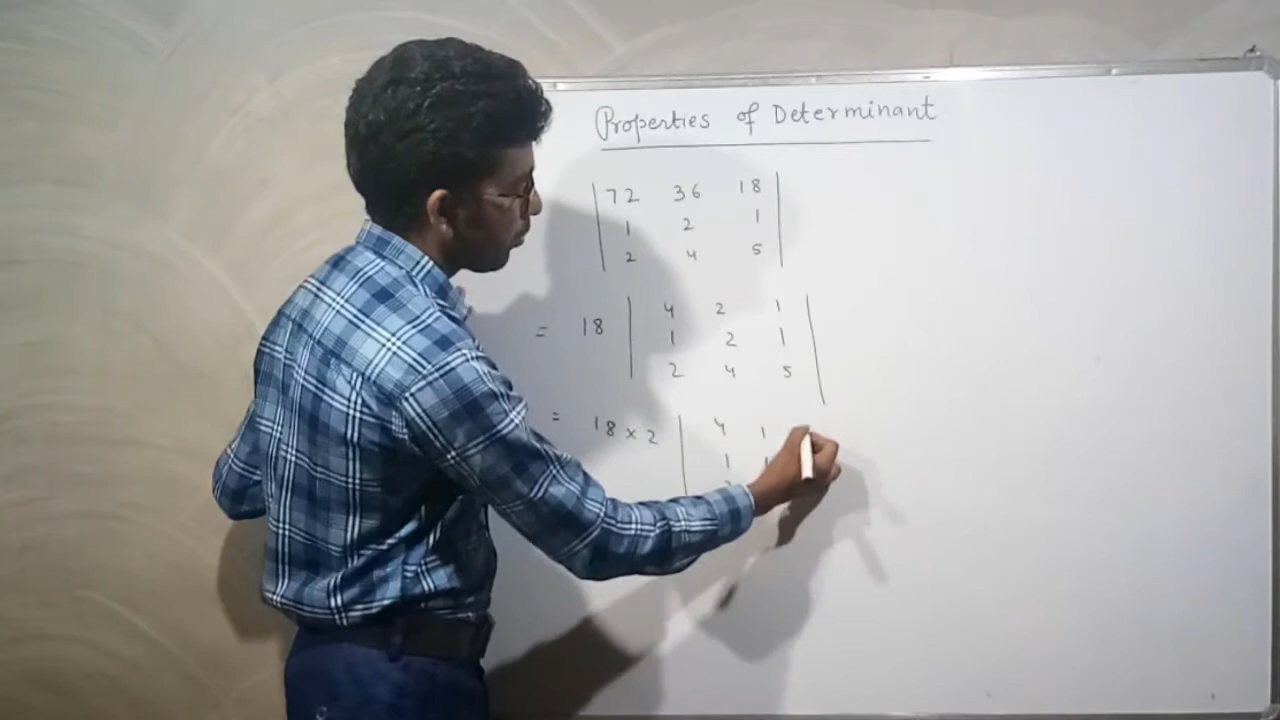 Properties of Determinant
| 72 36 18 |
| 1 2 1 |
| 2 4 5 |
= 18 | 4 2 1 |
| 1 2 1 |
| 2 4 5 |
= 18 × 2 | 4 1
| 1 1